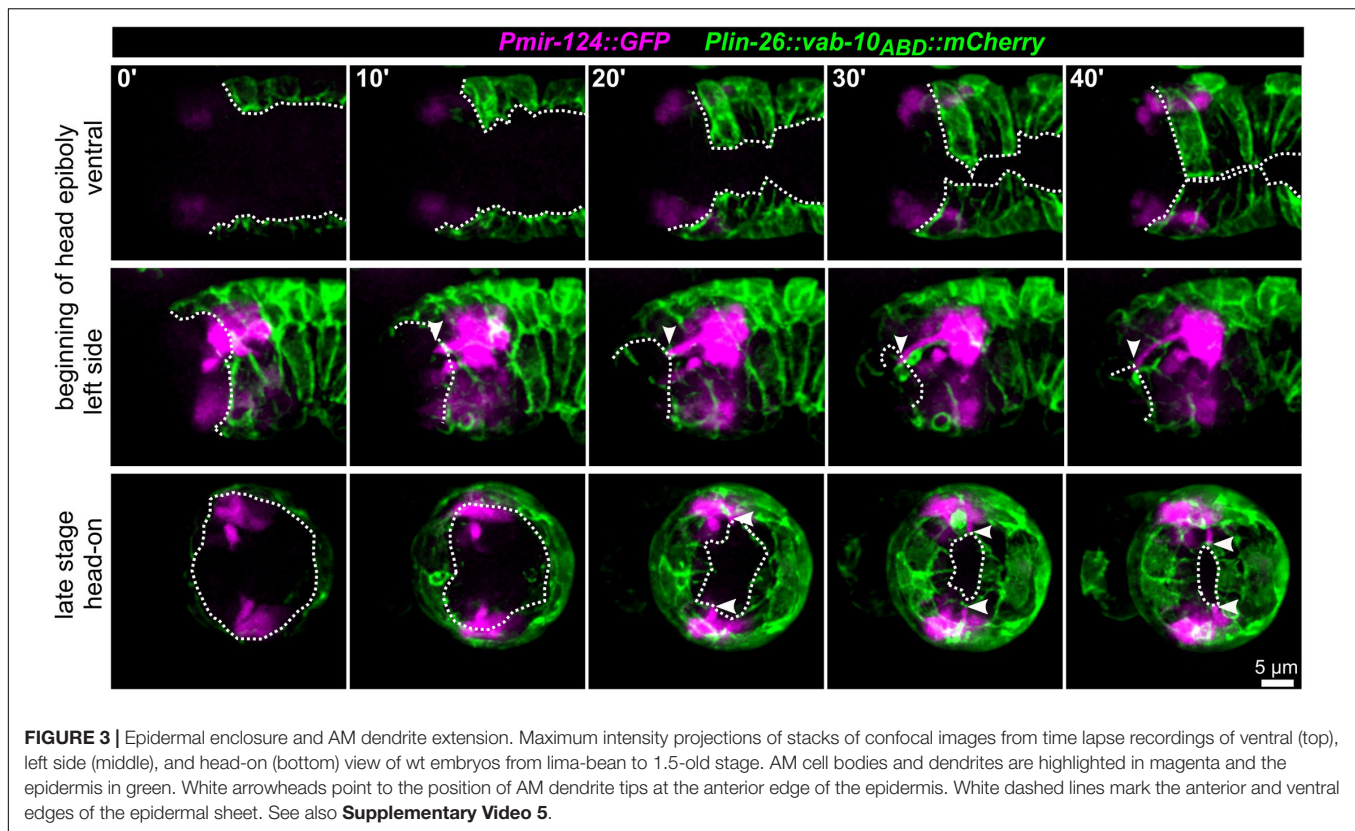 Pmir-124::GFP Plin-26::vab-10ABD::mCherry
beginning of head epiboly
ventral
0' 10' 20' 30' 40'
left side
late stage
head-on
5 µm
FIGURE 3 | Epidermal enclosure and AM dendrite extension. Maximum intensity projections of stacks of confocal images from time lapse recordings of ventral (top),
left side (middle), and head-on (bottom) view of wt embryos from lima-bean to 1.5-old stage. AM cell bodies and dendrites are highlighted in magenta and the
epidermis in green. White arrowheads point to the position of AM dendrite tips at the anterior edge of the epidermis. White dashed lines mark the anterior and ventral
edges of the epidermal sheet. See also Supplementary Video 5.